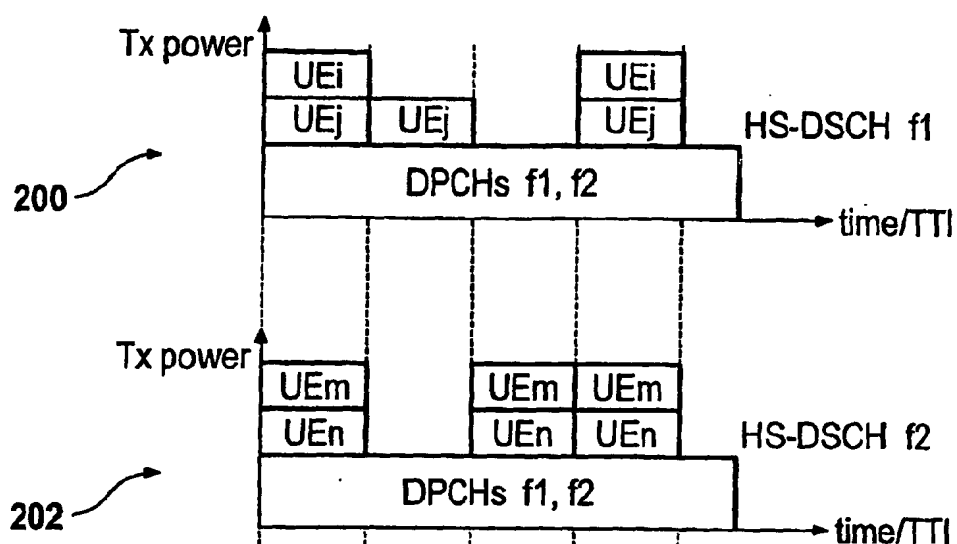 Tx power
UEi UEi
UEj UEj UEj HS-DSCH f1
DPCHs f1, f2
200
time/TTI
Tx power
UEm UEm UEm
UEn UEn UEn HS-DSCH f2
DPCHs f1, f2
202
time/TTI